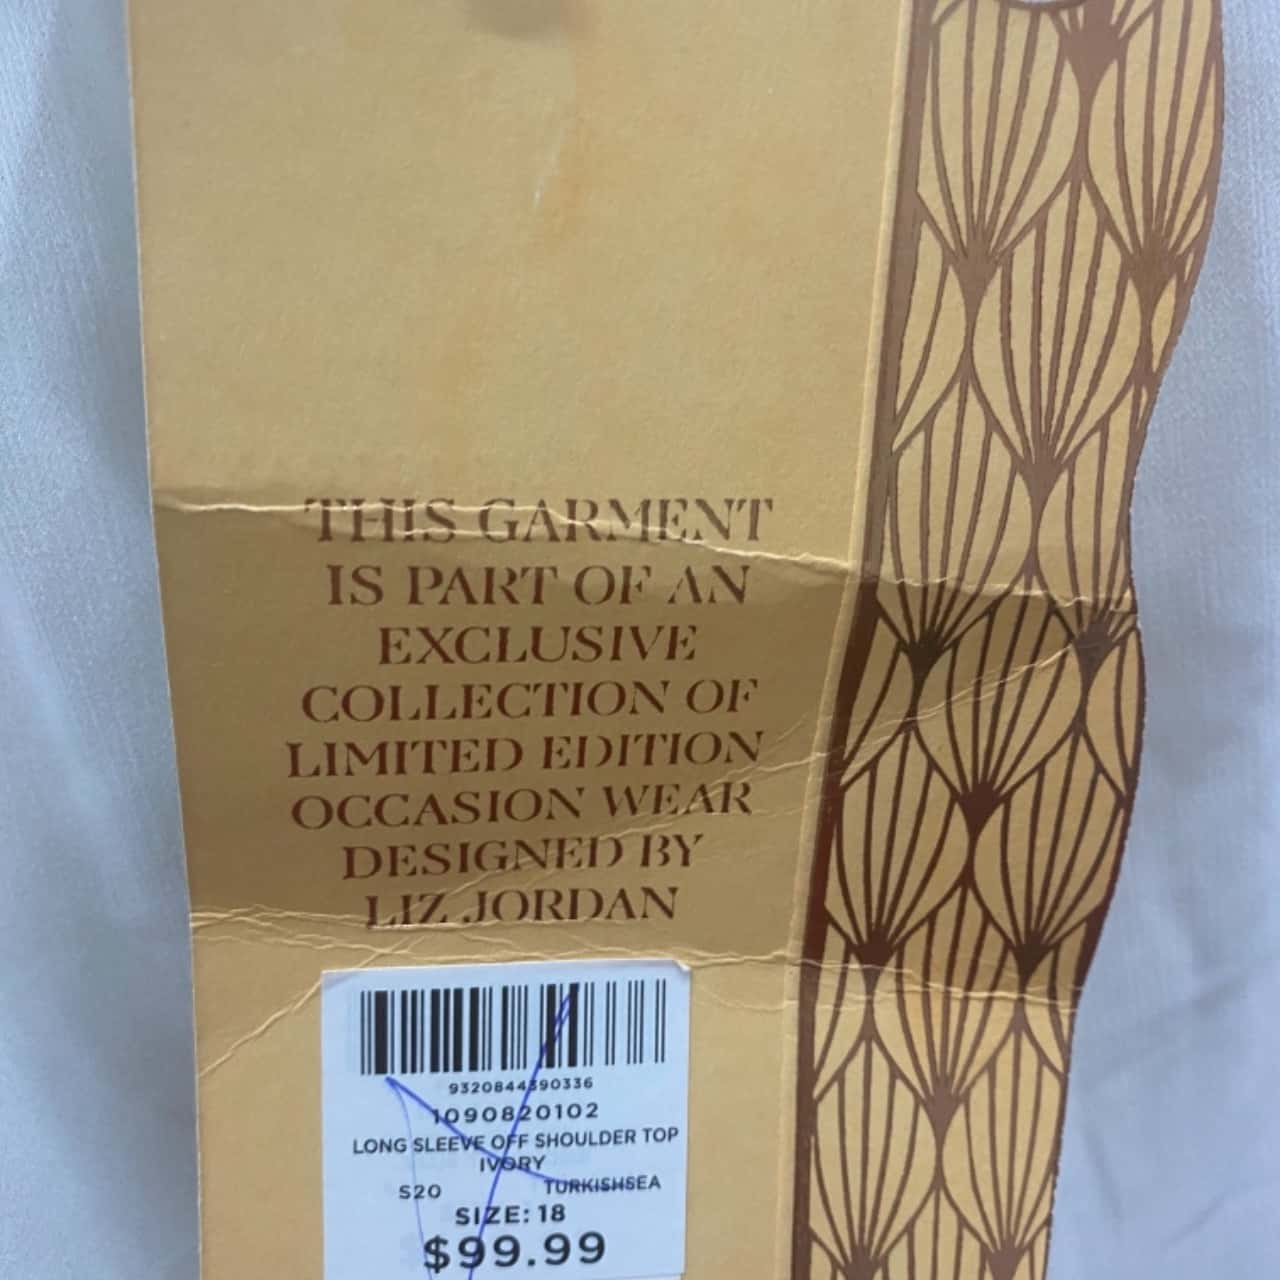 THIS GARMENT
IS PART OF AN
EXCLUSIVE
COLLECTION OF
LIMITED EDITION
OCCASION WEAR
DESIGNED BY
LIZ JORDAN
9320844390336
1090820102
LONG SLEEVE OFF SHOULDER TOP
IVORY
S20 TURKISHSEA
SIZE: 18
$99.99